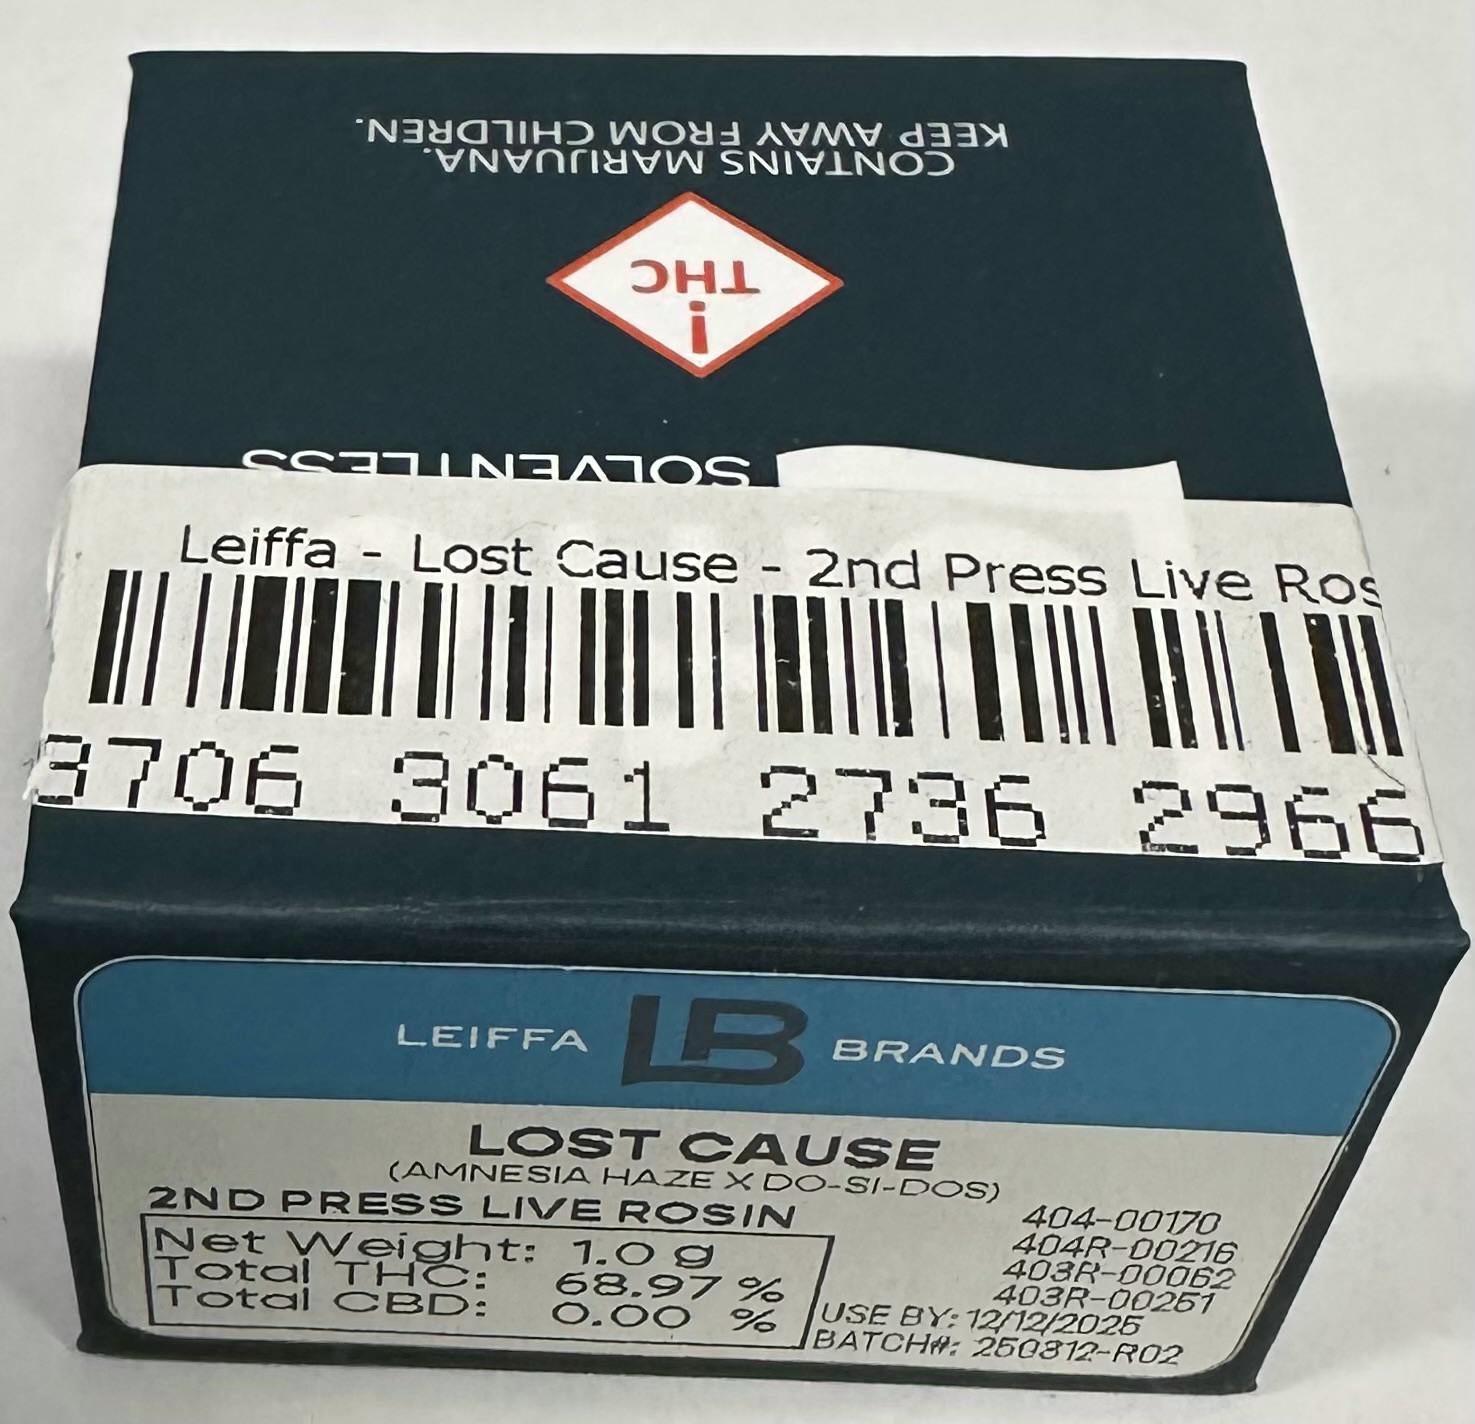 CONTAINS MARIJUANA.
KEEP AWAY FROM CHILDREN.
! THC
SOLVENTLESS
Leiffa - Lost Cause - 2nd Press Live Ros
3706 3061 2736 2966
LEIFFA LB BRANDS
LOST CAUSE
(AMNESIA HAZE X DO-SI-DOS)
2ND PRESS LIVE ROSIN
Net Weight: 1.0 g
Total THC: 68.97 %
Total CBD: 0.00 %
404-00170
404R-00216
403R-00062
403R-00251
USE BY: 12/12/2025
BATCH#: 250312-R02